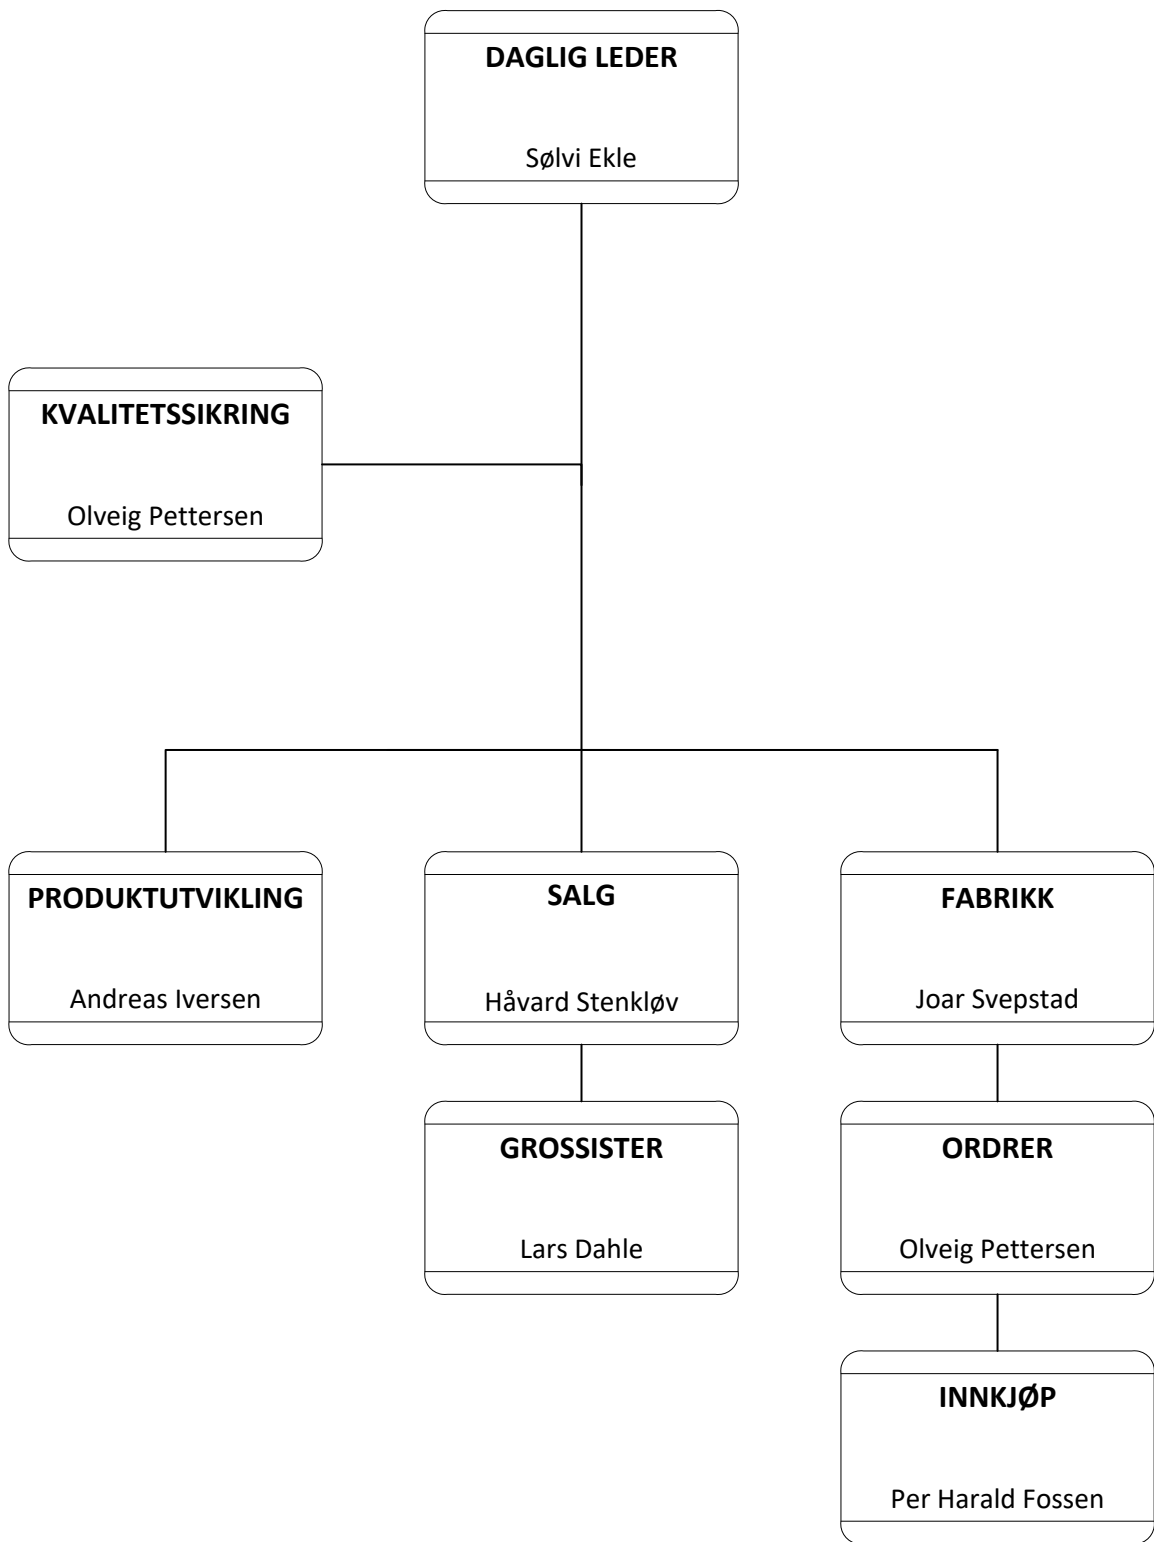 DAGLIG LEDER
Sølvi Ekle
KVALITETSSIKRING
Olveig Pettersen
PRODUKTUTVIKLING
Andreas Iversen
SALG
Håvard Stenkløv
FABRIKK
Joar Svepstad
GROSSISTER
Lars Dahle
ORDRER
Olveig Pettersen
INNKJØP
Per Harald Fossen